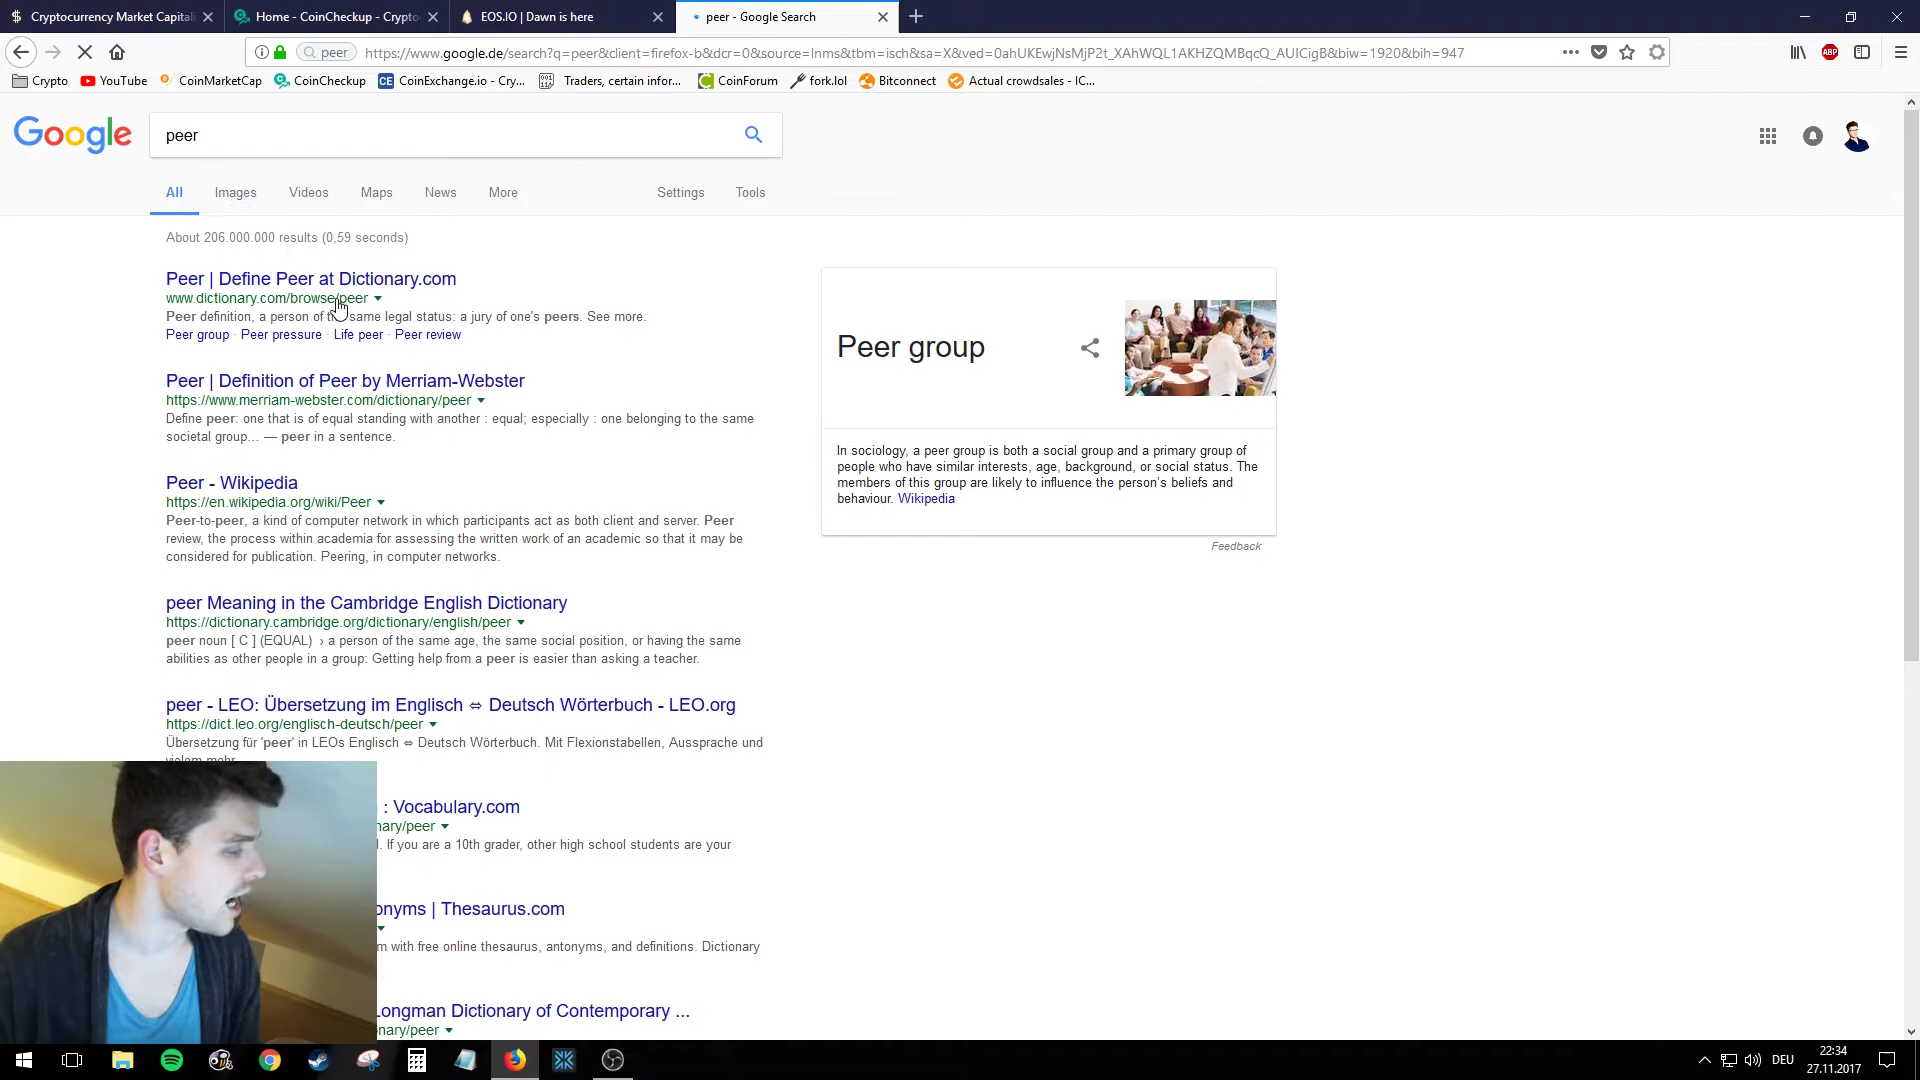 Cryptocurrency Market Capital
Home - CoinCheckup - Crypto
EOS.IO | Dawn is here
peer - Google Search
peer
https://www.google.de/search?q=peer&client=firefox-b&dcr=0&source=lnms&tbm=isch&sa=X&ved=0ahUKEwjNsMjP2t_XAhWQL1AKHZQMBqcQ_AUICigB&biw=1920&bih=947
Crypto
YouTube
CoinMarketCap
CoinCheckup
CoinExchange.io - Cry...
Traders, certain infor...
CoinForum
fork.lol
Bitconnect
Actual crowdsales - IC...
Google
peer
All
Images
Videos
Maps
News
More
Settings
Tools
About 206.000.000 results (0,59 seconds)
Peer | Define Peer at Dictionary.com
www.dictionary.com/browse/peer
Peer definition, a person of the same legal status: a jury of one's peers. See more.
Peer group · Peer pressure · Life peer · Peer review
Peer | Definition of Peer by Merriam-Webster
https://www.merriam-webster.com/dictionary/peer
Define peer: one that is of equal standing with another : equal; especially : one belonging to the same
societal group... — peer in a sentence.
Peer - Wikipedia
https://en.wikipedia.org/wiki/Peer
Peer-to-peer, a kind of computer network in which participants act as both client and server. Peer
review, the process within academia for assessing the written work of an academic so that it may be
considered for publication. Peering, in computer networks.
peer Meaning in the Cambridge English Dictionary
https://dictionary.cambridge.org/dictionary/english/peer
peer noun [ C ] (EQUAL) › a person of the same age, the same social position, or having the same
abilities as other people in a group: Getting help from a peer is easier than asking a teacher.
peer - LEO: Übersetzung im Englisch ⇔ Deutsch Wörterbuch - LEO.org
https://dict.leo.org/englisch-deutsch/peer
Übersetzung für 'peer' in LEOs Englisch ⇔ Deutsch Wörterbuch. Mit Flexionstabellen, Aussprache und
vielem mehr.
: Vocabulary.com
nary/peer
l. If you are a 10th grader, other high school students are your
onyms | Thesaurus.com
m with free online thesaurus, antonyms, and definitions. Dictionary
Longman Dictionary of Contemporary ...
nary/peer
Peer group
In sociology, a peer group is both a social group and a primary group of
people who have similar interests, age, background, or social status. The
members of this group are likely to influence the person's beliefs and
behaviour. Wikipedia
Feedback
ABP
DEU
22:34
27.11.2017